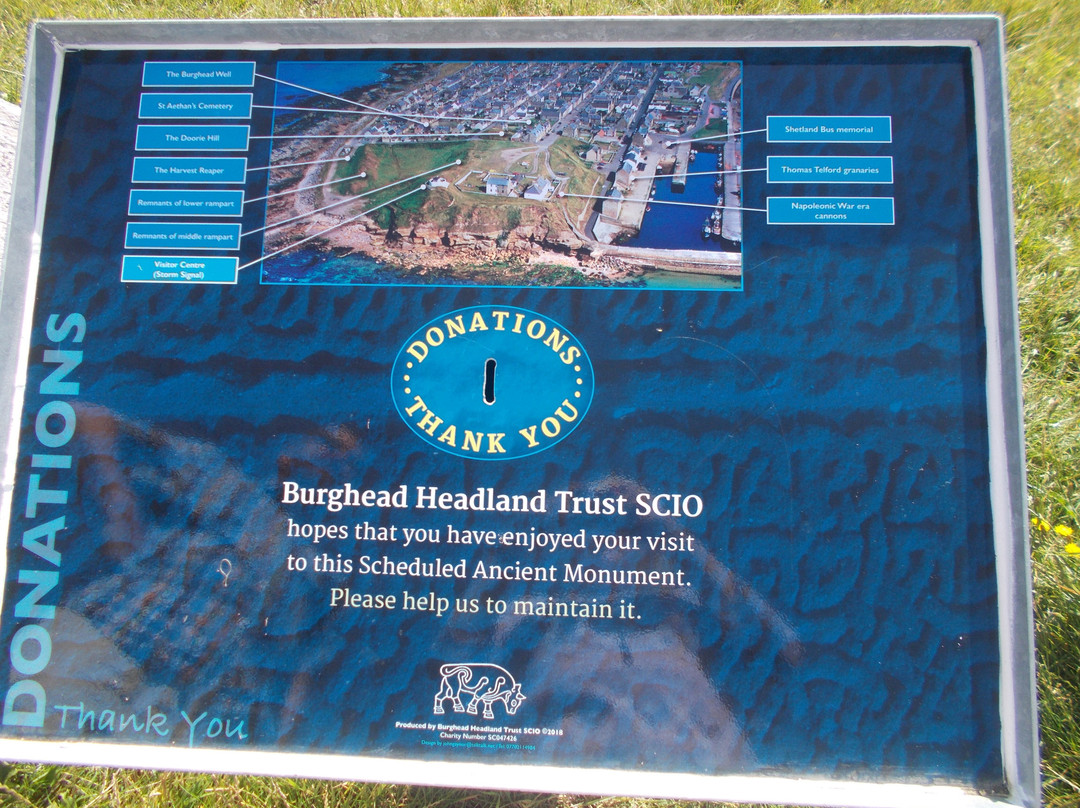 The Burghead Well
St Aethan's Cemetery
The Doorie Hill
The Harvest Reaper
Remnants of lower rampart
Remnants of middle rampart
Visitor Centre
(Storm Signal)
Shetland Bus memorial
Thomas Telford granaries
Napoleonic War era
cannons
DONATIONS
THANK YOU
DONATIONS
Burghead Headland Trust SCIO
hopes that you have enjoyed your visit
to this Scheduled Ancient Monument.
Please help us to maintain it.
Thank You
Produced by Burghead Headland Trust SCIO ©2018
Charity Number SC047426
Design by